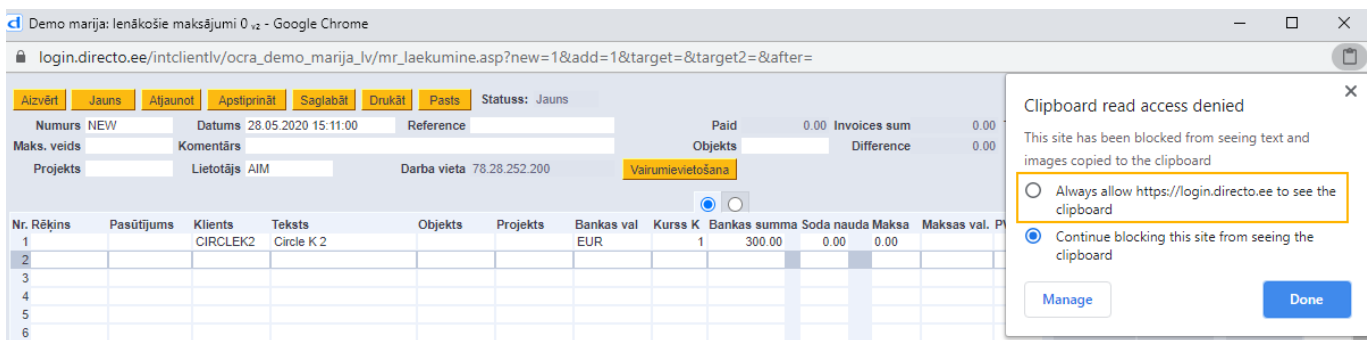 d Demo marija: Ienākošie maksājumi 0 v2 - Google Chrome
login.directo.ee/intclientlv/ocra_demo_marija_lv/mr_laekumine.asp?new=1&add=1&target=&target2=&after=
Aizvērt Jauns Atjaunot Apstiprināt Saglabāt Drukāt Pasts Statuss: Jauns
Numurs NEW Datums 28.05.2020 15:11:00 Reference Paid 0.00 Invoices sum 0.00
Maks. veids Komentārs Objekts Difference 0.00
Projekts Lietotājs AIM Darba vieta 78.28.252.200 Vairumievietošana
Nr. Rēķins Pasūtījums Klients Teksts Objekts Projekts Bankas val Kurss K Bankas summa Soda nauda Maksa Maksas val.
1 CIRCLEK2 Circle K 2 EUR 1 300.00 0.00 0.00
2
3
4
5
6
Clipboard read access denied
This site has been blocked from seeing text and
images copied to the clipboard
Always allow https://login.directo.ee to see the
clipboard
Continue blocking this site from seeing the
clipboard
Manage Done